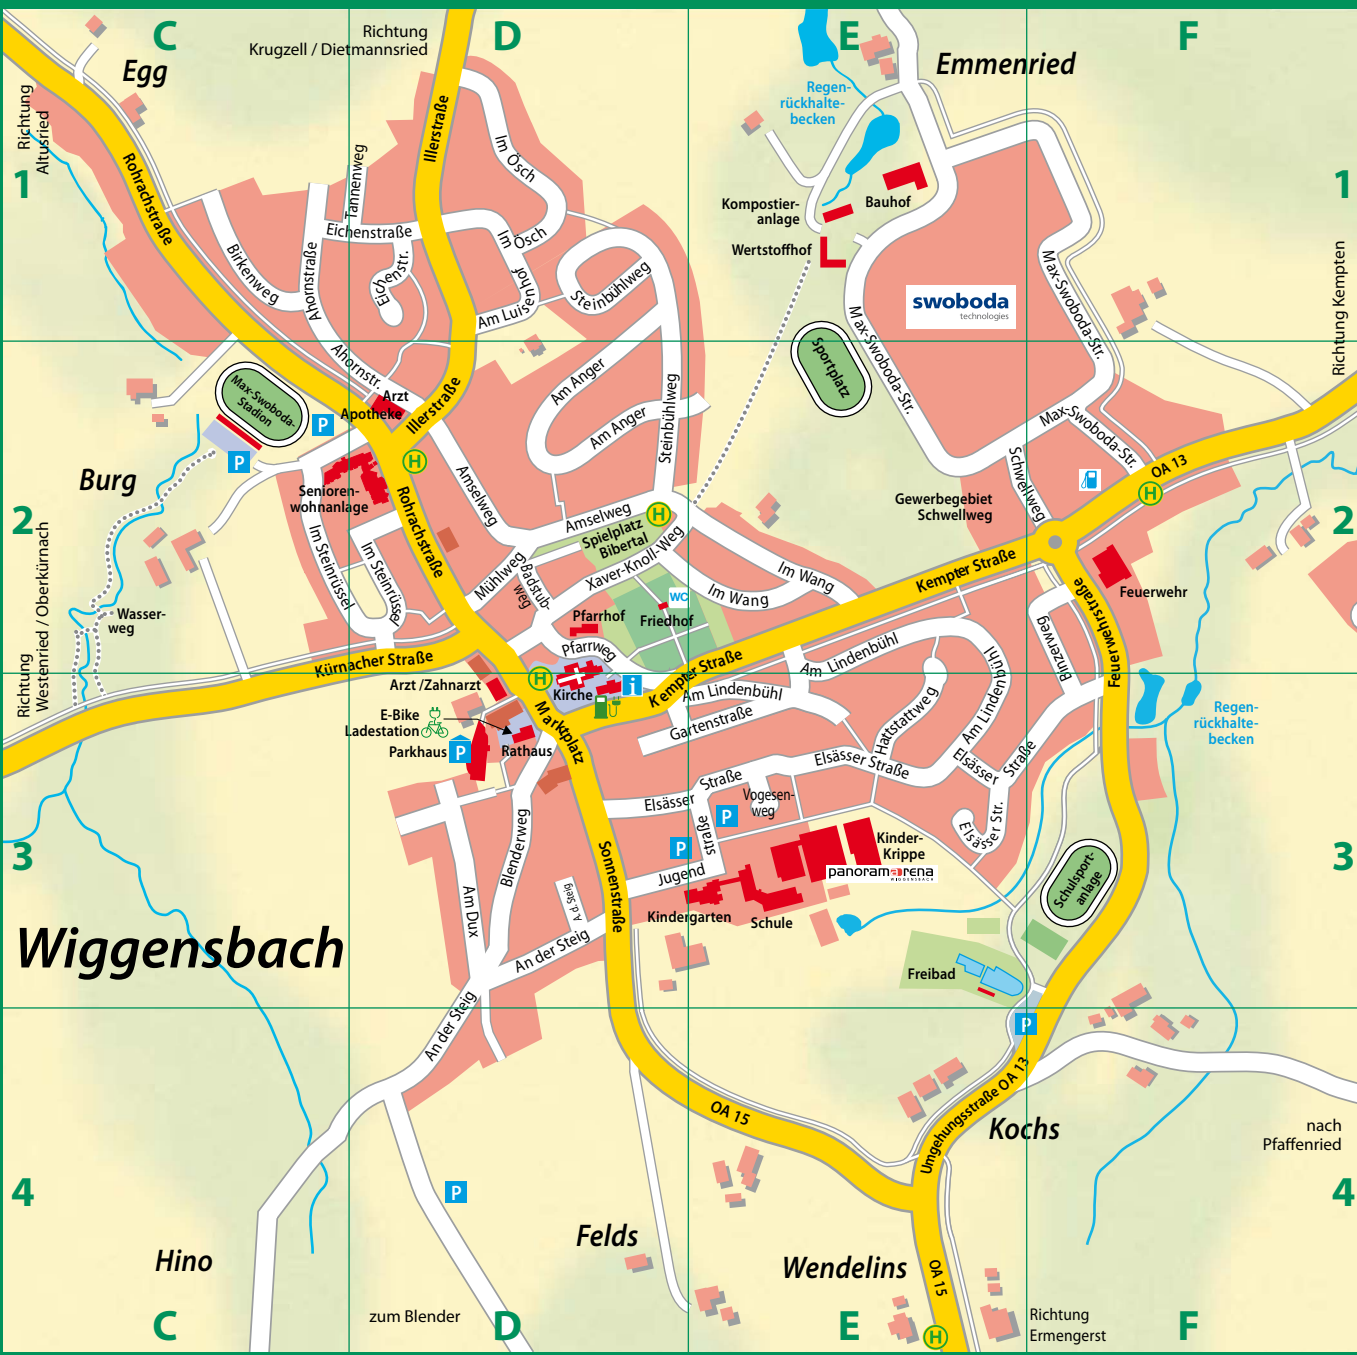 C
D
E
F
Egg
Richtung
Krugzell / Dietmannsried
Emmenried
Richtung
Altusried
1
1
Regen-
rückhalte-
becken
Rohrachstraße
Illerstraße
Im Ösch
Tannenweg
Eichenstraße
Im Ösch
Birkenweg
Ahornstraße
Eichenstr.
Am Luisenhof
Steinbühlweg
Kompostier-
anlage
Bauhof
Wertstoffhof
swoboda
technologies
Max-Swoboda-Str.
Max-Swoboda-Str.
Richtung Kempten
Sportplatz
Ahornstr.
Arzt
Apotheke
Illerstraße
Max-Swoboda-
Stadion
P
P
H
Am Anger
Am Anger
Steinbühlweg
Max-Swoboda-Str.
OA 13
H
Schwellweg
Gewerbegebiet
Schwellweg
Burg
2
2
Senioren-
wohnanlage
Rohrachstraße
Amselweg
Amselweg
H
Spielplatz
Bibertal
Xaver-Knoll-Weg
Im Steinrüssel
Im Steinrüssel
Mühlweg
Badstub-
weg
Im Wang
Im Wang
Kempter Straße
Feuerwehr
Feuerwehrstraße
WC
Friedhof
Pfarrhof
Pfarrweg
Wasser-
weg
Richtung
Westenried / Oberkürnach
Kürnacher Straße
Arzt /Zahnarzt
H
Kirche
i
Kempter Straße
Am Lindenbühl
Am Lindenbühl
Am Lindenbühl
Binzenweg
Gartenstraße
Hattstattweg
E-Bike
Ladestation
Parkhaus
P
Rathaus
Marktplatz
Regen-
rückhalte-
becken
Elsässer Straße
Elsässer Straße
Elsässer Straße
Elsässer Str.
Vogesen-
weg
P
P
Jugend
straße
Kinder-
Krippe
panoramarena
WIGGENSBACH
Kindergarten
Schule
Schulsport-
anlage
3
3
Blenderweg
Am Dux
A. d. Steig
An der Steig
Sonnenstraße
Wiggensbach
Freibad
P
An der Steig
OA 15
Umgehungsstraße OA 13
Kochs
nach
Pfaffenried
4
4
P
Hino
Felds
Wendelins
OA 15
zum Blender
Richtung
Ermengerst
H
C
D
E
F